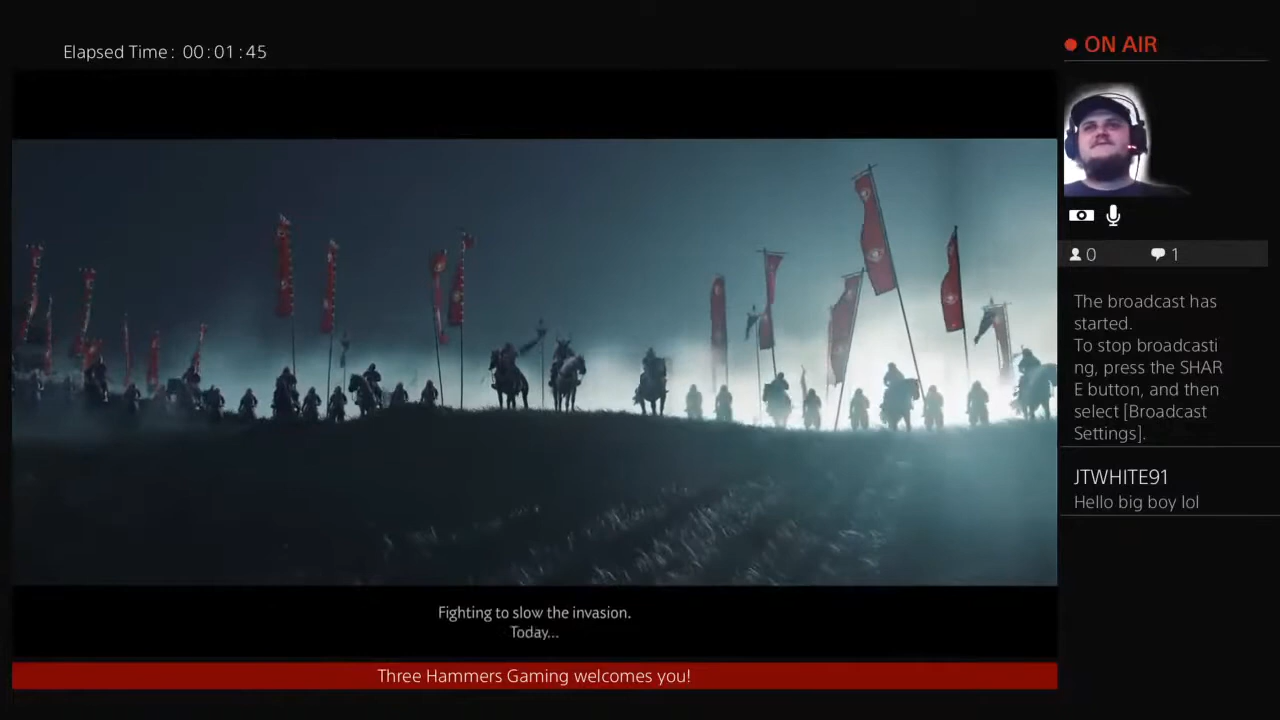 Elapsed Time: 00:01:45
ON AIR
0 1
The broadcast has
started.
To stop broadcasti
ng, press the SHAR
E button, and then
select [Broadcast
Settings].
JTWHITE91
Hello big boy lol
Fighting to slow the invasion.
Today...
Three Hammers Gaming welcomes you!